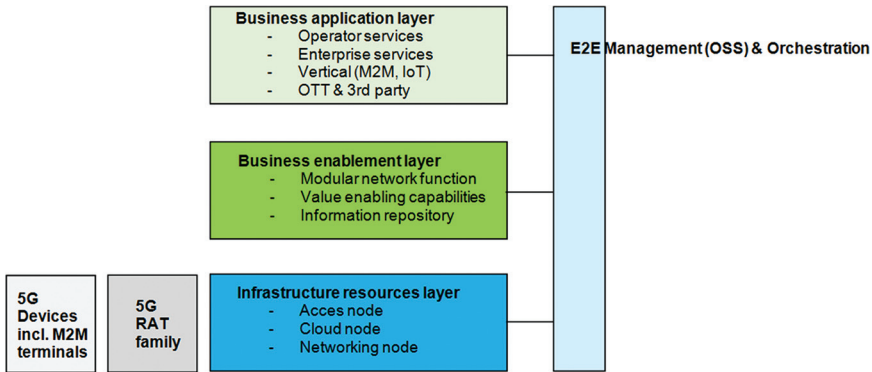 Business application layer
- Operator services
- Enterprise services
- Vertical (M2M, IoT)
- OTT & 3rd party
E2E Management (OSS) & Orchestration
Business enablement layer
- Modular network function
- Value enabling capabilities
- Information repository
5G
Devices
incl. M2M
terminals
5G
RAT
family
Infrastructure resources layer
- Acces node
- Cloud node
- Networking node